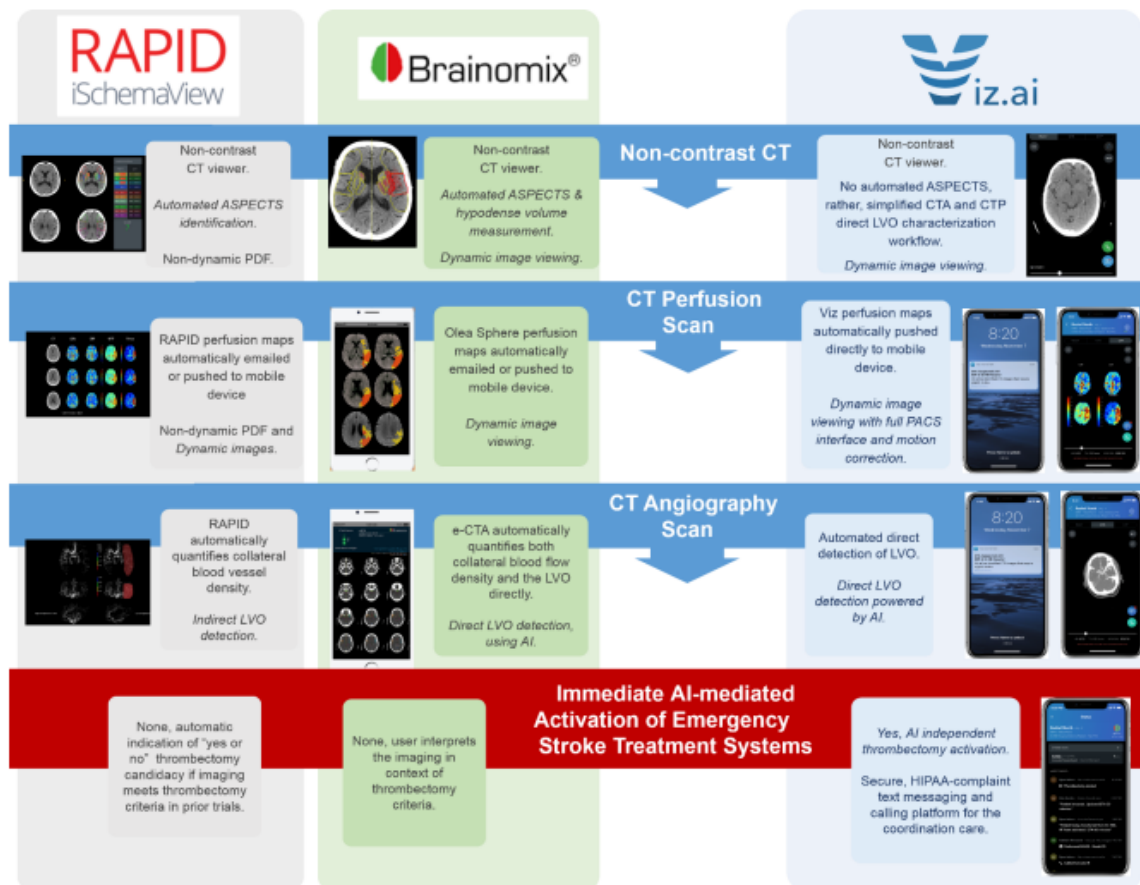 RAPID
iSchemaView
Brainomix®
iz.ai
Non-contrast CT
Non-contrast
CT viewer.
Automated ASPECTS
identification.
Non-dynamic PDF.
Non-contrast
CT viewer.
Automated ASPECTS &
hypodense volume
measurement.
Dynamic image viewing.
Non-contrast
CT viewer.
No automated ASPECTS,
rather, simplified CTA and CTP
direct LVO characterization
workflow.
Dynamic image viewing.
CT Perfusion
Scan
RAPID perfusion maps
automatically emailed
or pushed to mobile
device
Non-dynamic PDF and
Dynamic images.
Olea Sphere perfusion
maps automatically
emailed or pushed to
mobile device.
Dynamic image
viewing.
Viz perfusion maps
automatically pushed
directly to mobile
device.
Dynamic image
viewing with full PACS
interface and motion
correction.
8:20
CT Angiography
Scan
RAPID
automatically
quantifies collateral
blood vessel
density.
Indirect LVO
detection.
e-CTA automatically
quantifies both
collateral blood flow
density and the LVO
directly.
Direct LVO detection,
using AI.
Automated direct
detection of LVO.
Direct LVO
detection powered
by AI.
8:20
Immediate AI-mediated
Activation of Emergency
Stroke Treatment Systems
None, automatic
indication of "yes or
no" thrombectomy
candidacy if imaging
meets thrombectomy
criteria in prior trials.
None, user interprets
the imaging in
context of
thrombectomy
criteria.
Yes, AI independent
thrombectomy activation.
Secure, HIPAA-complaint
text messaging and
calling platform for the
coordination care.